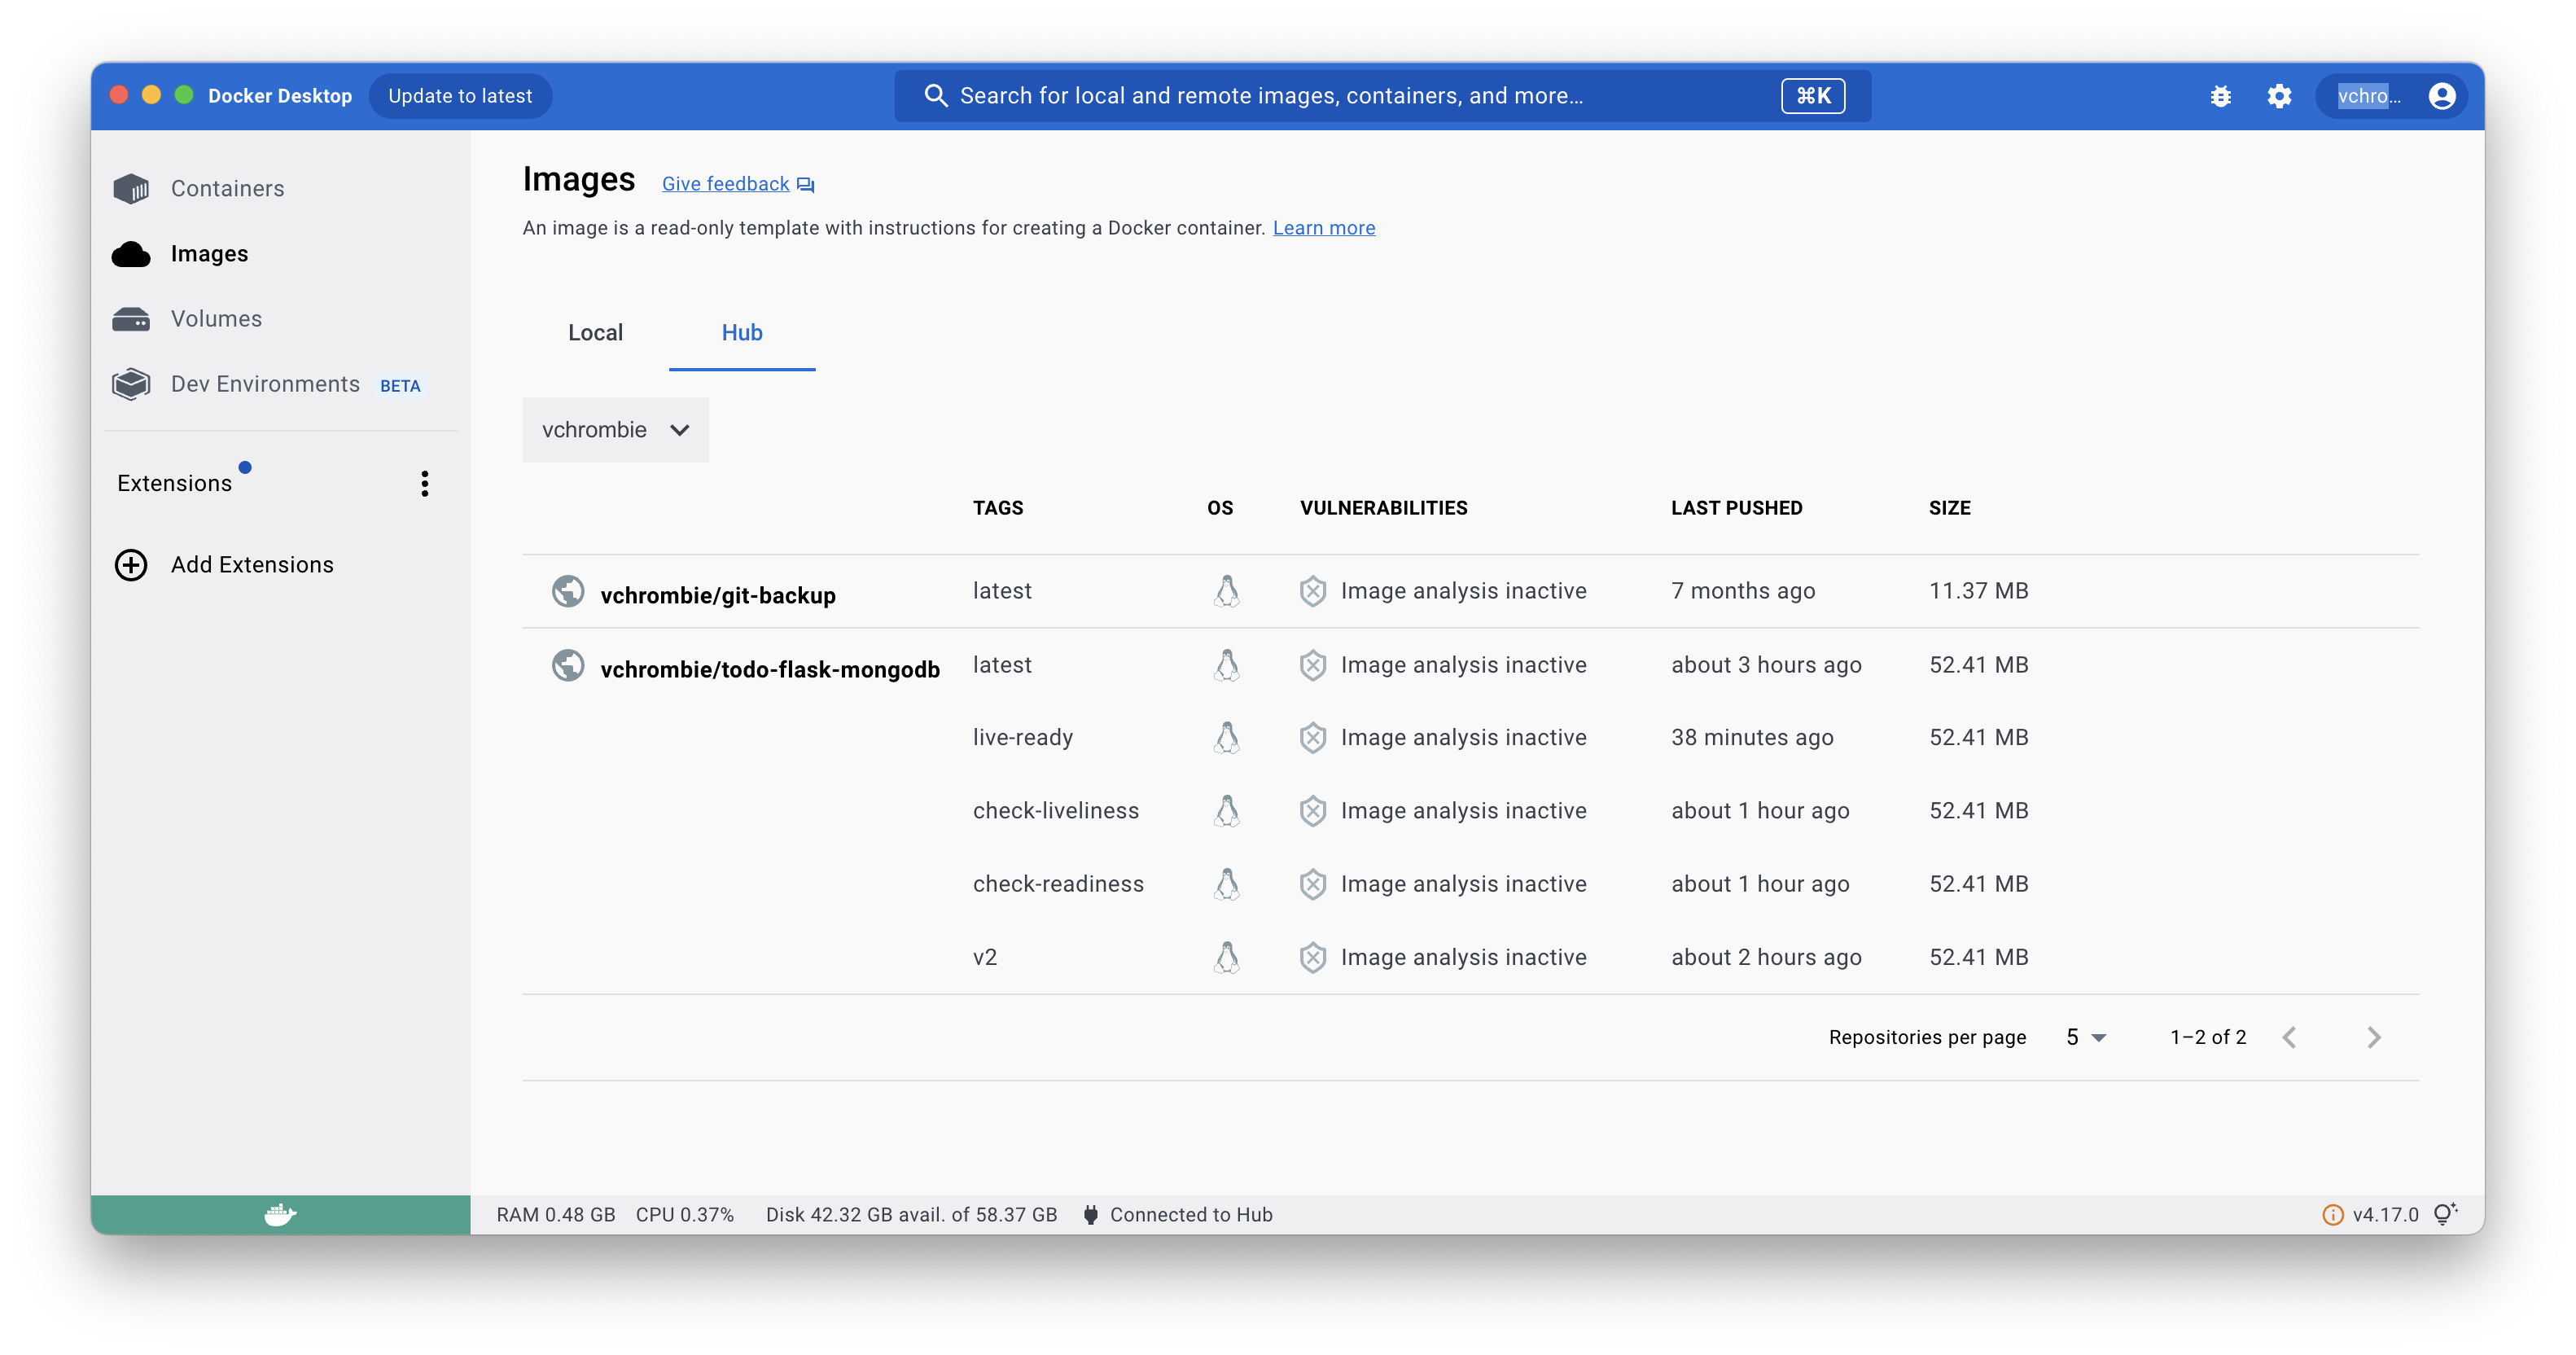 Docker Desktop Update to latest Search for local and remote images, containers, and more... ⌘K vchro...
Containers
Images
Volumes
Dev Environments BETA
Extensions
Add Extensions
Images Give feedback
An image is a read-only template with instructions for creating a Docker container. Learn more
Local Hub
vchrombie
TAGS OS VULNERABILITIES LAST PUSHED SIZE
vchrombie/git-backup latest Image analysis inactive 7 months ago 11.37 MB
vchrombie/todo-flask-mongodb latest Image analysis inactive about 3 hours ago 52.41 MB
live-ready Image analysis inactive 38 minutes ago 52.41 MB
check-liveliness Image analysis inactive about 1 hour ago 52.41 MB
check-readiness Image analysis inactive about 1 hour ago 52.41 MB
v2 Image analysis inactive about 2 hours ago 52.41 MB
Repositories per page 5 1–2 of 2
RAM 0.48 GB CPU 0.37% Disk 42.32 GB avail. of 58.37 GB Connected to Hub v4.17.0